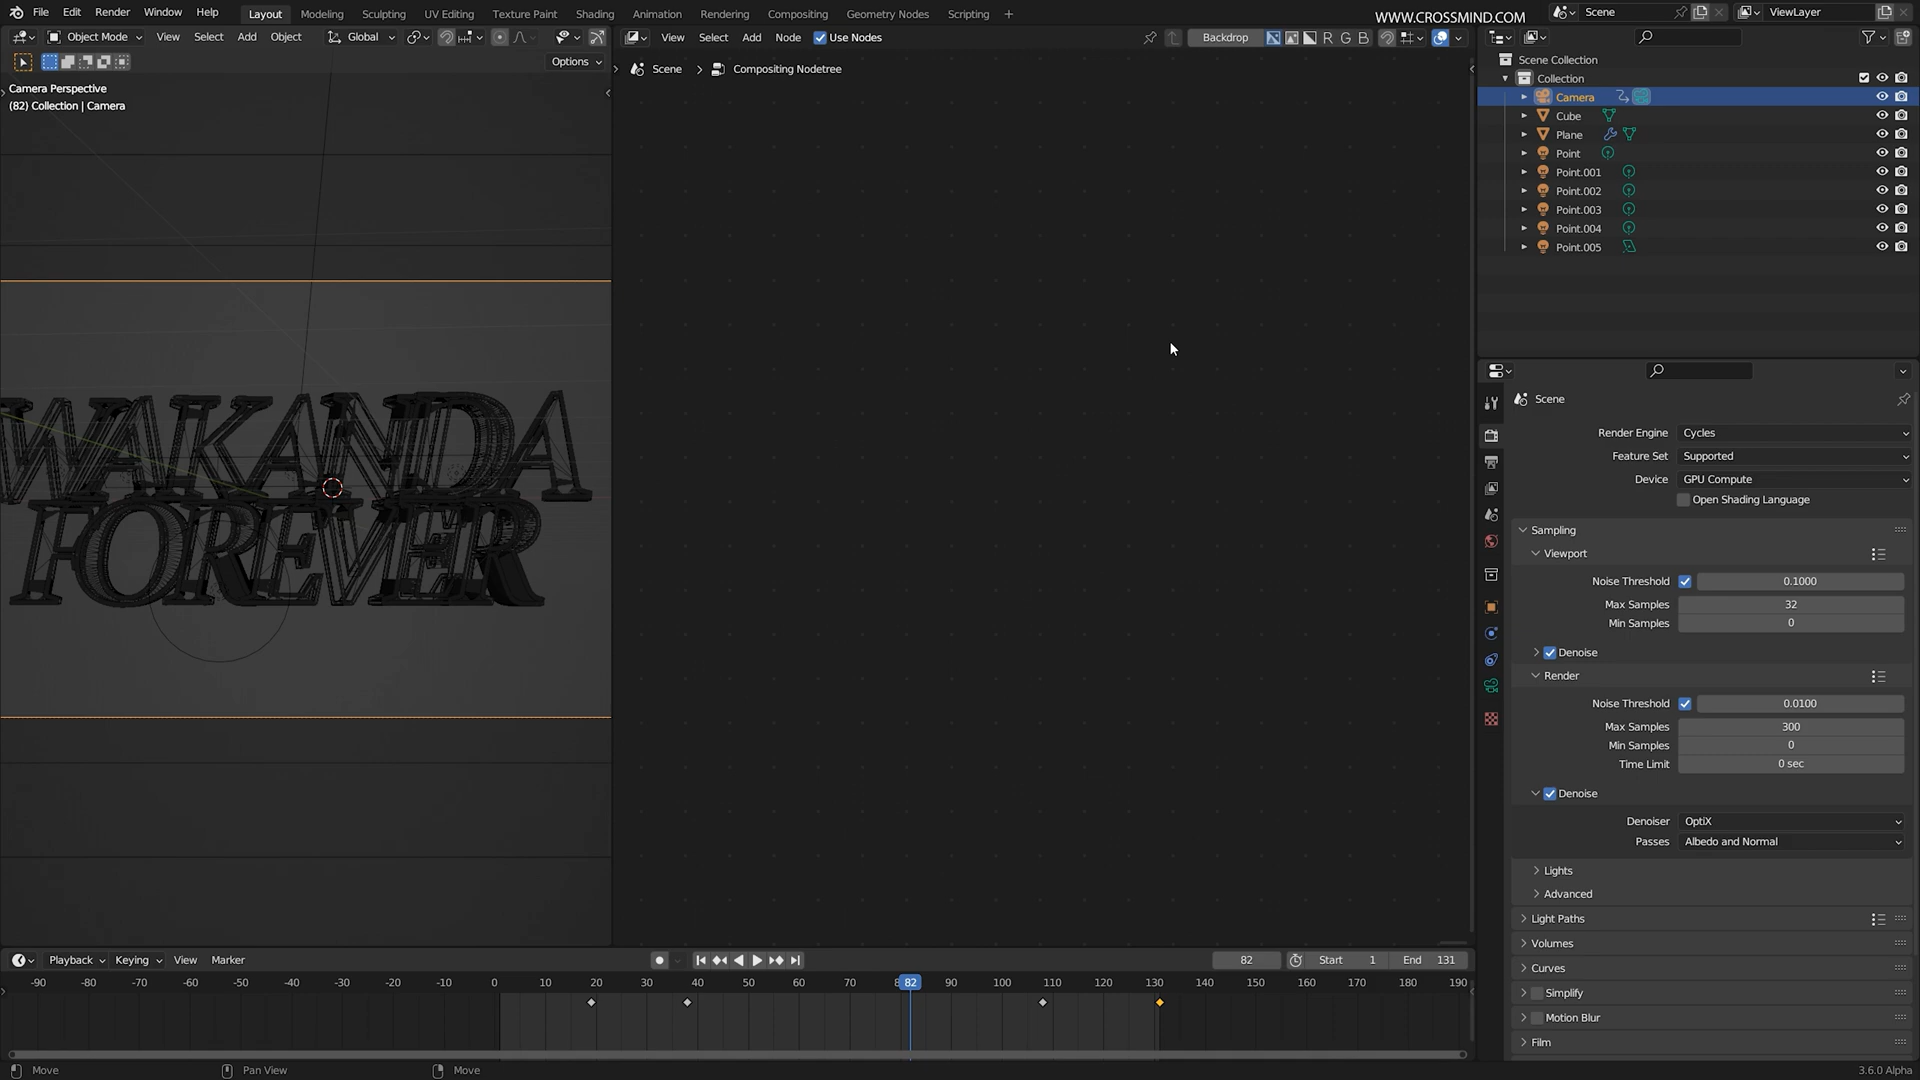 File Edit Render Window Help Layout Modeling Sculpting UV Editing Texture Paint Shading Animation Rendering Compositing Geometry Nodes Scripting +
WWW.CROSSMIND.COM
Scene
ViewLayer
Object Mode View Select Add Object Global
View Select Add Node Use Nodes
Backdrop
R G B
Options
Scene > Compositing Nodetree
Camera Perspective
(82) Collection | Camera
WAKANDA
FOREVER
Scene Collection
Collection
Camera
Cube
Plane
Point
Point.001
Point.002
Point.003
Point.004
Point.005
Scene
Render Engine Cycles
Feature Set Supported
Device GPU Compute
Open Shading Language
Sampling
Viewport
Noise Threshold 0.1000
Max Samples 32
Min Samples 0
Denoise
Render
Noise Threshold 0.0100
Max Samples 300
Min Samples 0
Time Limit 0 sec
Denoise
Denoiser OptiX
Passes Albedo and Normal
Lights
Advanced
Light Paths
Volumes
Curves
Simplify
Motion Blur
Film
Playback Keying View Marker
82 Start 1 End 131
-90 -80 -70 -60 -50 -40 -30 -20 -10 0 10 20 30 40 50 60 70 8 82 90 100 110 120 130 140 150 160 170 180 190
Move Pan View Move
3.6.0 Alpha